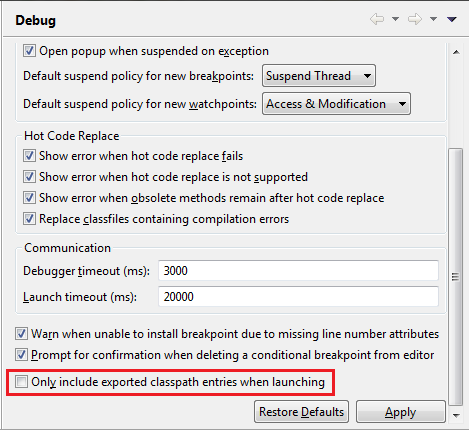 Debug
Open popup when suspended on exception
Default suspend policy for new breakpoints: Suspend Thread
Default suspend policy for new watchpoints: Access & Modification
Hot Code Replace
Show error when hot code replace fails
Show error when hot code replace is not supported
Show error when obsolete methods remain after hot code replace
Replace classfiles containing compilation errors
Communication
Debugger timeout (ms): 3000
Launch timeout (ms): 20000
Warn when unable to install breakpoint due to missing line number attributes
Prompt for confirmation when deleting a conditional breakpoint from editor
Only include exported classpath entries when launching
Restore Defaults Apply